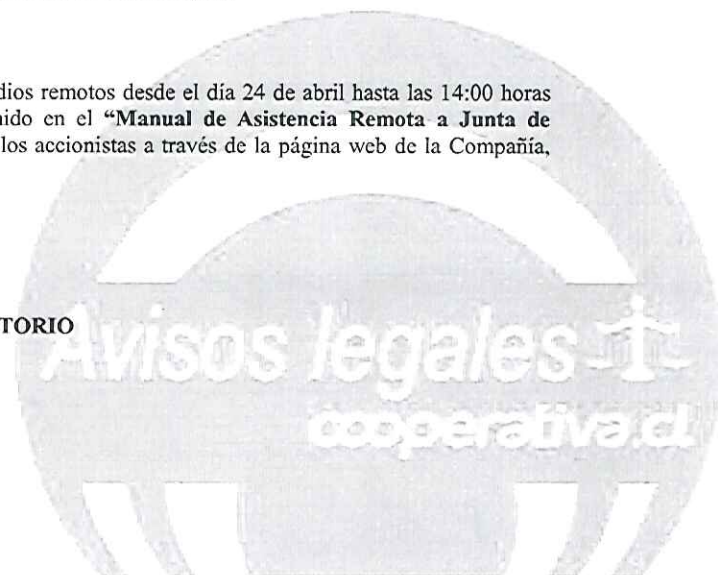 dios remotos desde el día 24 de abril hasta las 14:00 horas
nido en el “Manual de Asistencia Remota a Junta de
los accionistas a través de la página web de la Compañía,
TORIO
Avisos legales
cooperativa.cl